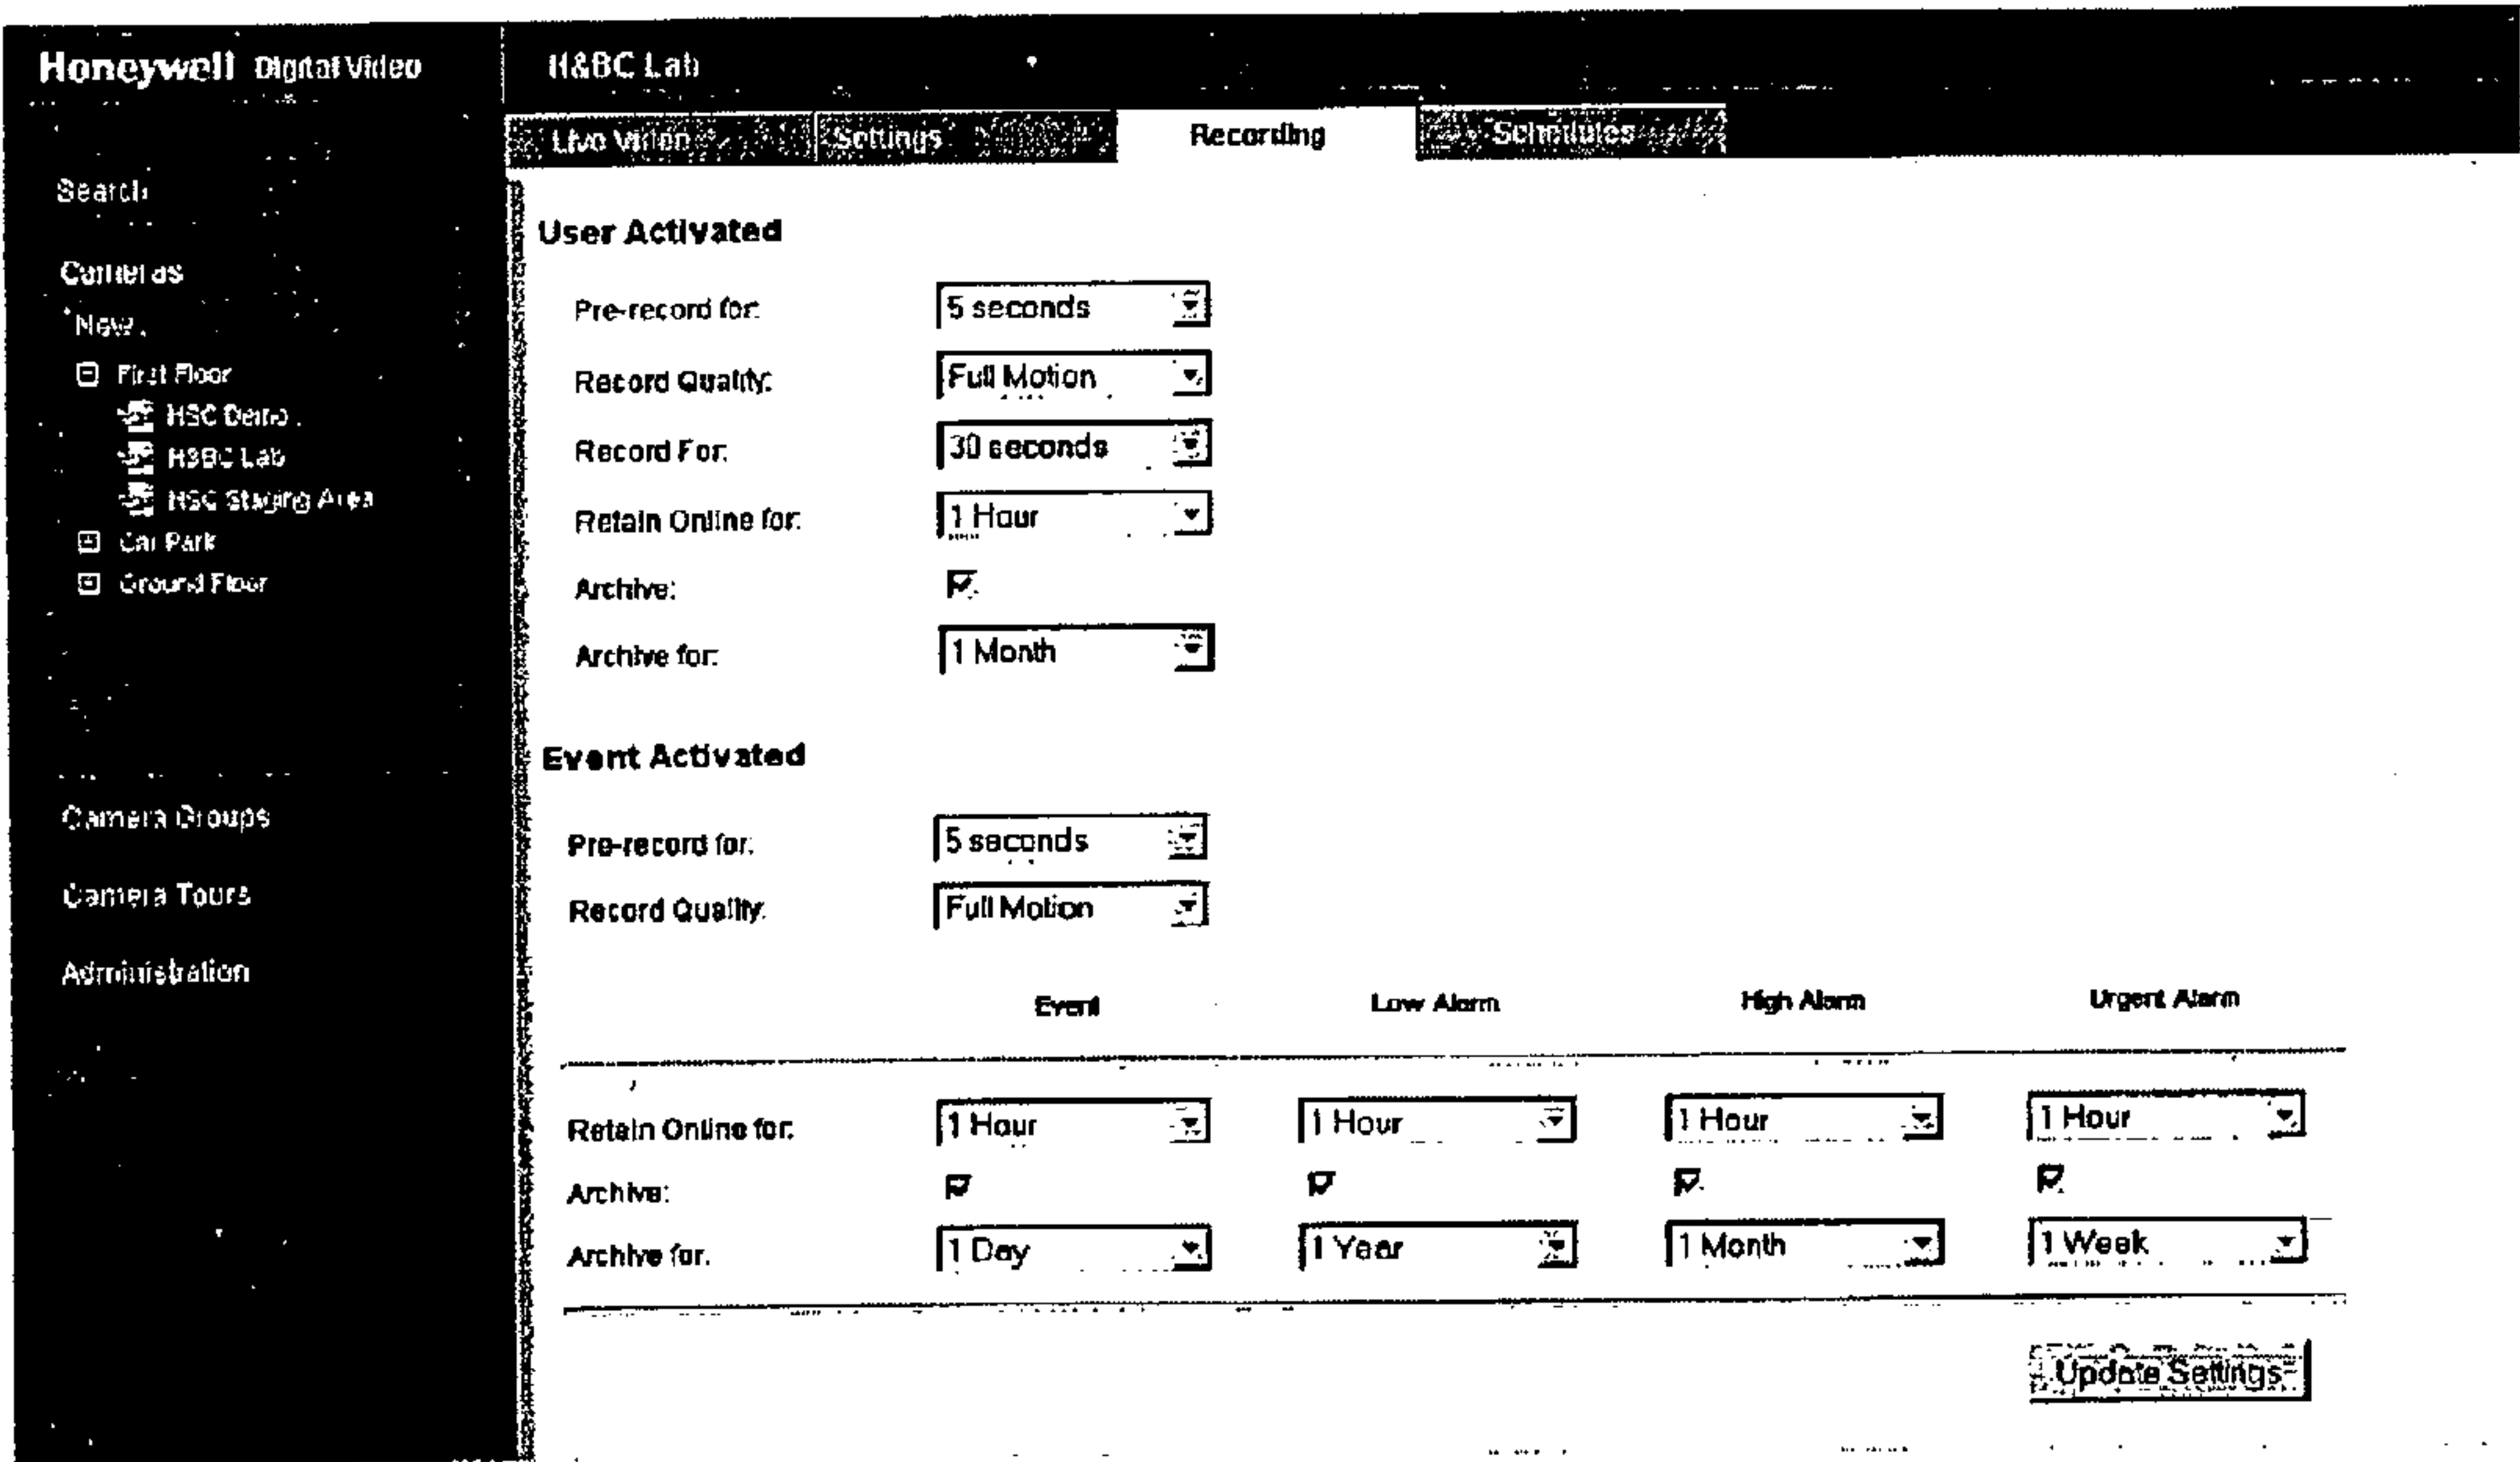 Honeywell Digital Video
H&BC Lab
Live Video Settings Recording Schedules
Search
Cameras
New
First Floor
HSC Demo
H&BC Lab
HSC Staging Area
Car Park
Ground Floor
Camera Groups
Camera Tours
Administration
User Activated
Pre-record for: 5 seconds
Record Quality: Full Motion
Record For: 30 seconds
Retain Online for: 1 Hour
Archive:
Archive for: 1 Month
Event Activated
Pre-record for: 5 seconds
Record Quality: Full Motion
Event Low Alarm High Alarm Urgent Alarm
Retain Online for: 1 Hour 1 Hour 1 Hour 1 Hour
Archive:
Archive for: 1 Day 1 Year 1 Month 1 Week
Update Settings